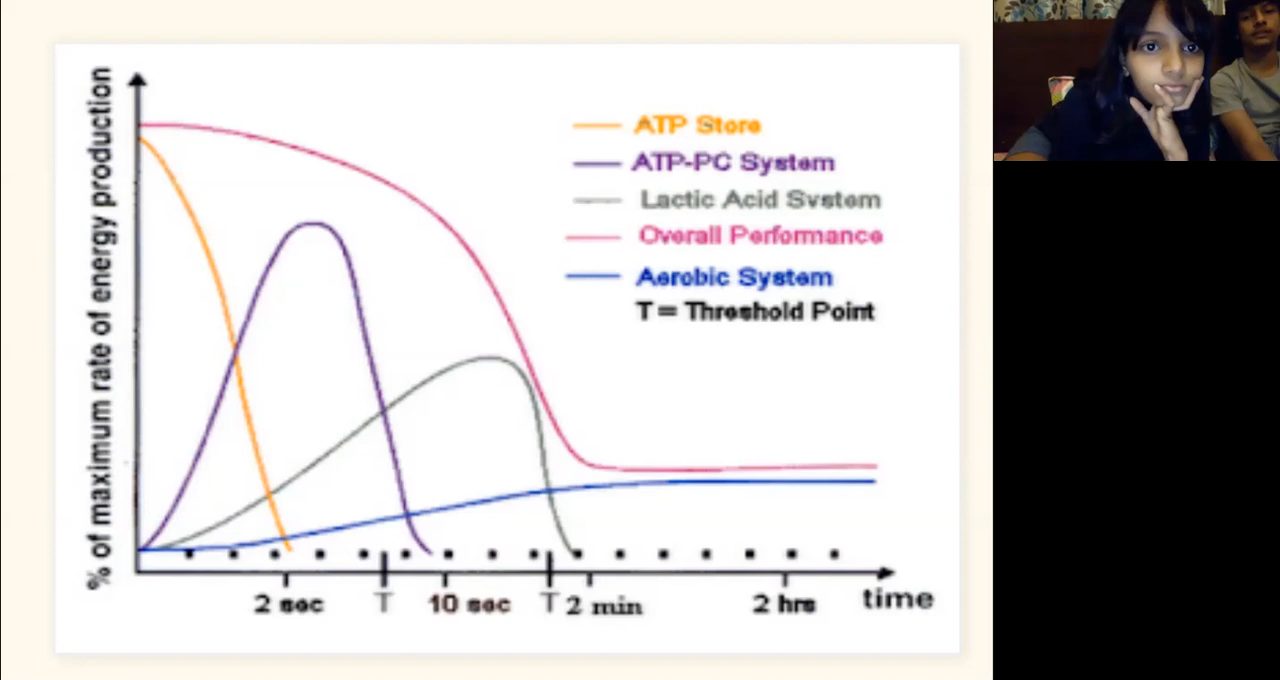 % of maximum rate of energy production
ATP Store
ATP-PC System
Lactic Acid System
Overall Performance
Aerobic System
T = Threshold Point
2 sec T 10 sec T 2 min 2 hrs time